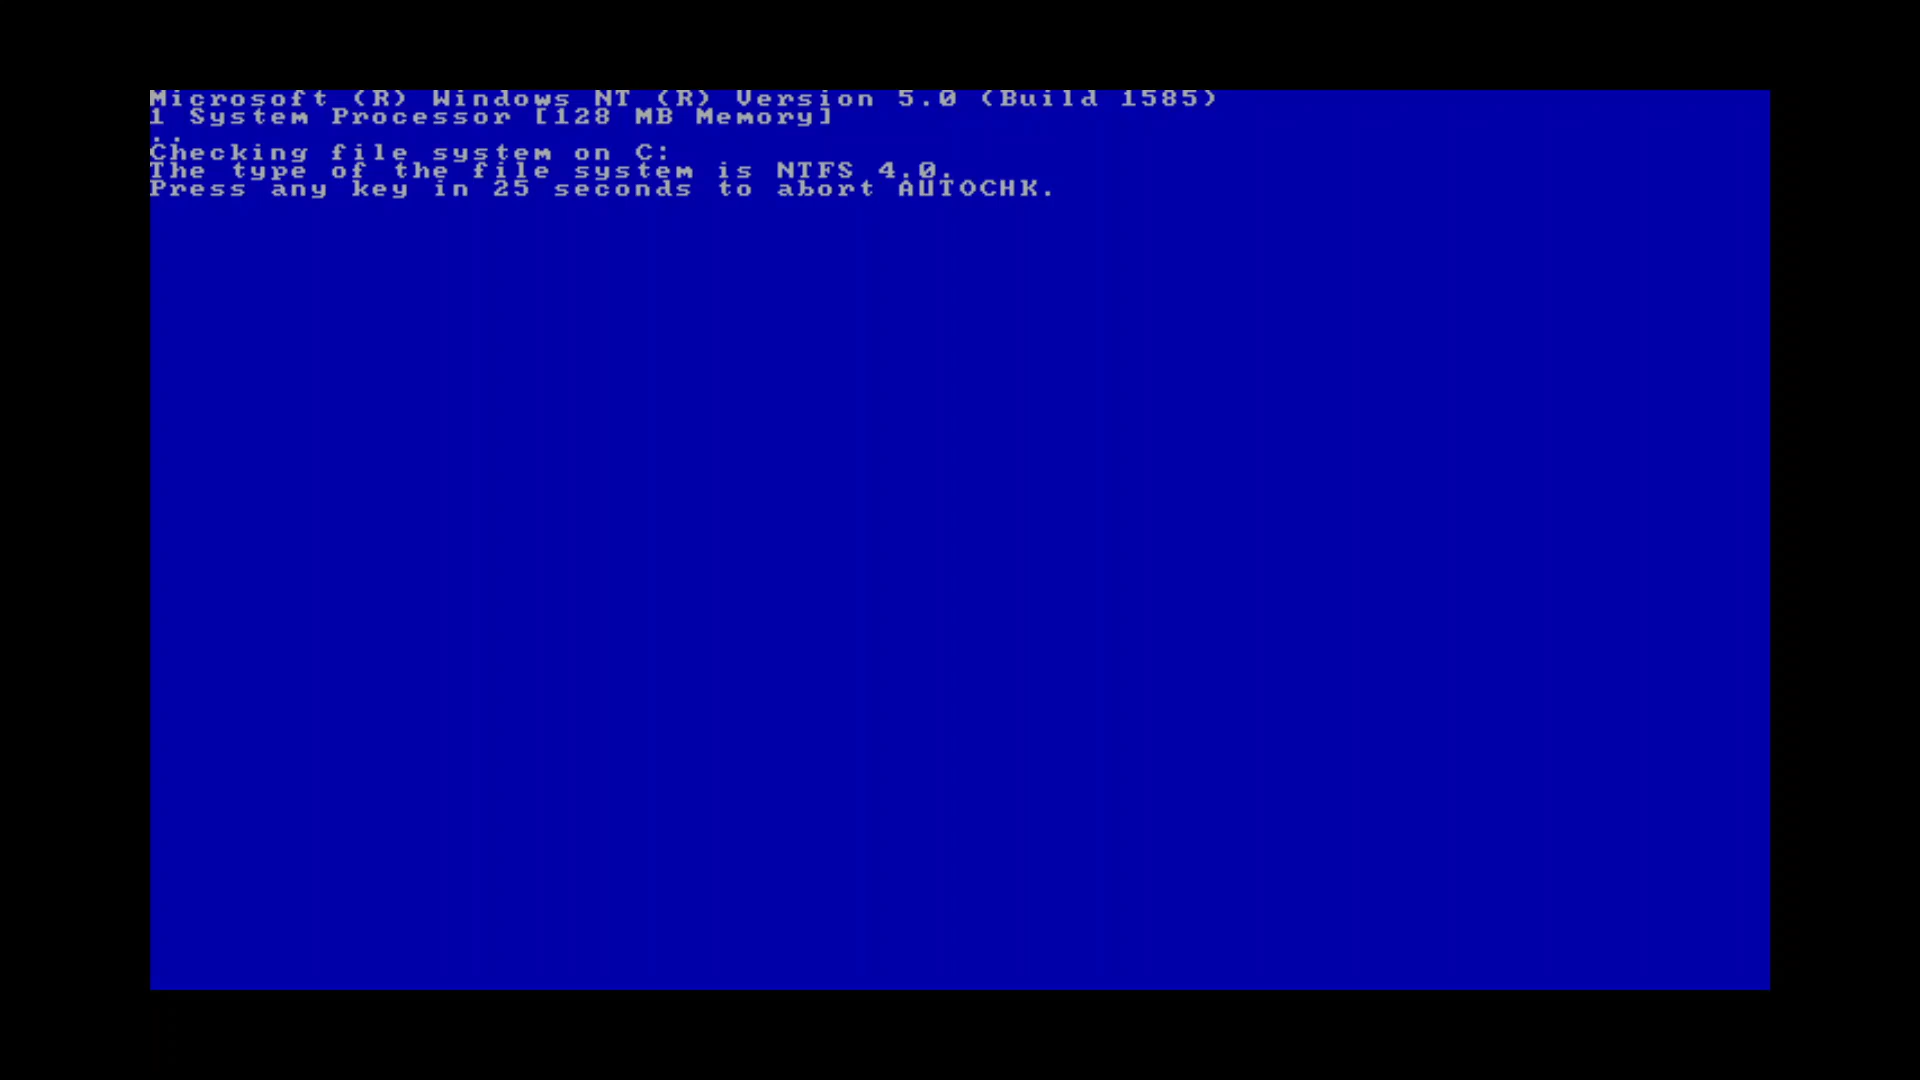 Microsoft (R) Windows NT (R) Version 5.0 (Build 1585)
1 System Processor [128 MB Memory]
..
Checking file system on C:
The type of the file system is NTFS 4.0.
Press any key in 25 seconds to abort AUTOCHK.